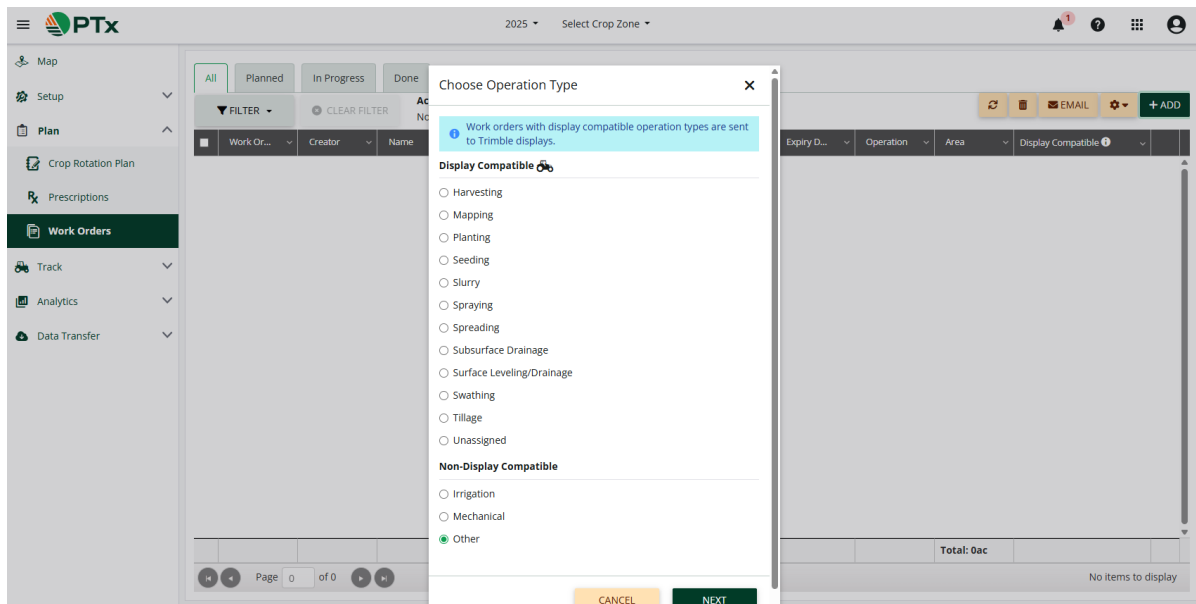 PTx
2025
Select Crop Zone
1
Map
Setup
Plan
Crop Rotation Plan
Prescriptions
Work Orders
Track
Analytics
Data Transfer
All
Planned
In Progress
Done
FILTER
CLEAR FILTER
Ac
No
EMAIL
+ ADD
Work Or...
Creator
Name
Expiry D...
Operation
Area
Display Compatible
Choose Operation Type
Work orders with display compatible operation types are sent
to Trimble displays.
Display Compatible
Harvesting
Mapping
Planting
Seeding
Slurry
Spraying
Spreading
Subsurface Drainage
Surface Leveling/Drainage
Swathing
Tillage
Unassigned
Non-Display Compatible
Irrigation
Mechanical
Other
CANCEL
NEXT
Total: 0ac
Page 0 of 0
No items to display